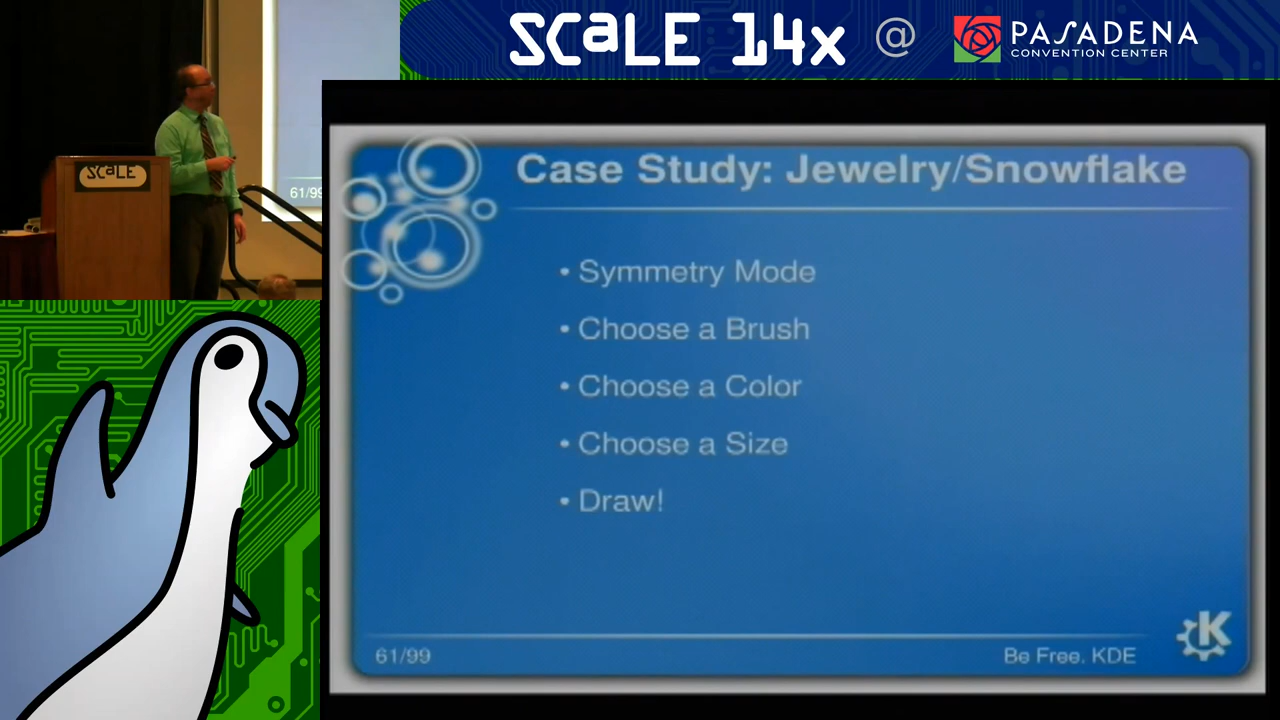 SCaLE 14x @ PASADENA
CONVENTION CENTER
SCaLE
61/99
Case Study: Jewelry/Snowflake
• Symmetry Mode
• Choose a Brush
• Choose a Color
• Choose a Size
• Draw!
61/99
Be Free. KDE
K